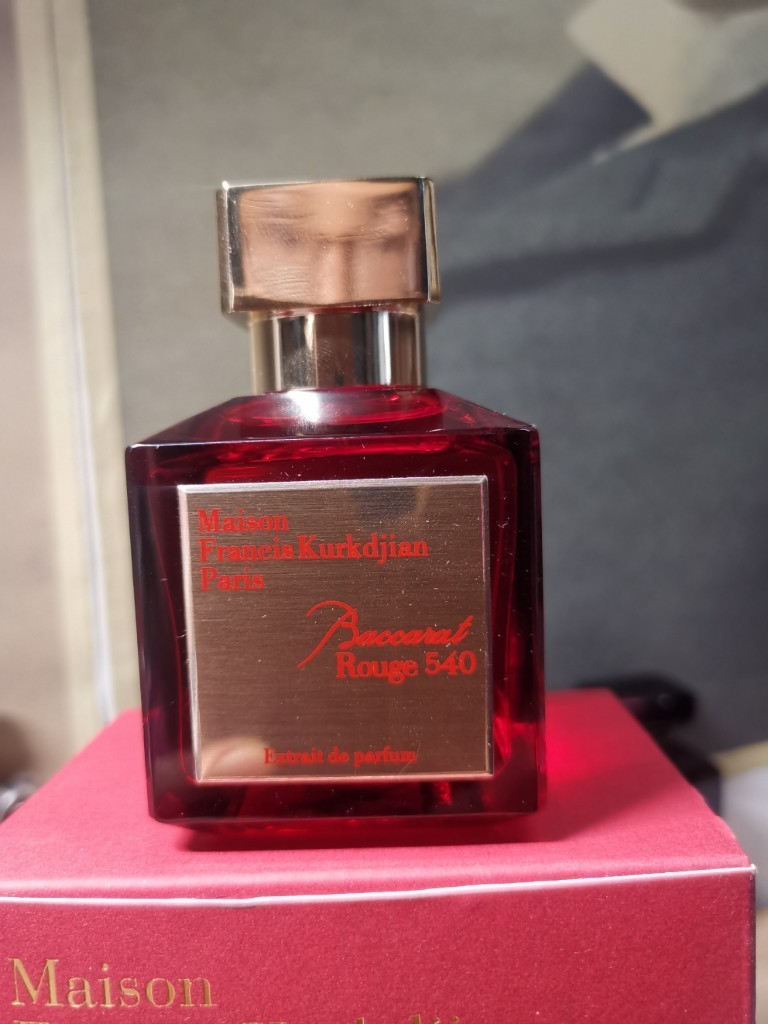 Maison
Francis Kurkdjian
Paris
Baccarat
Rouge 540
Extrait de parfum
Maison